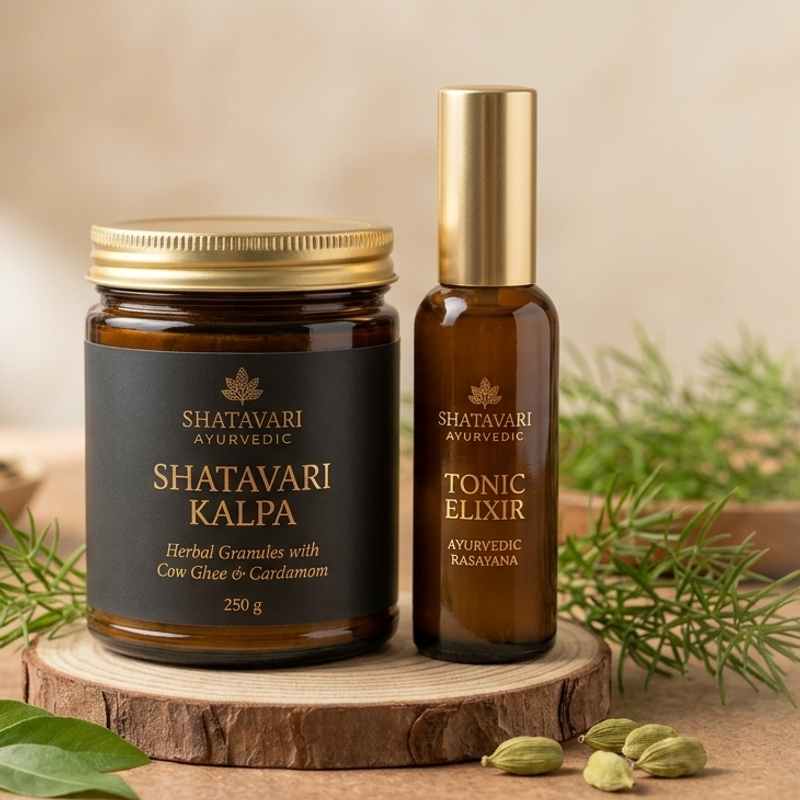 SHATAVARI
AYURVEDIC
SHATAVARI
KALPA
Herbal Granules with
Cow Ghee & Cardamom
250 g
SHATAVARI
AYURVEDIC
TONIC
ELIXIR
AYURVEDIC
RASAYANA